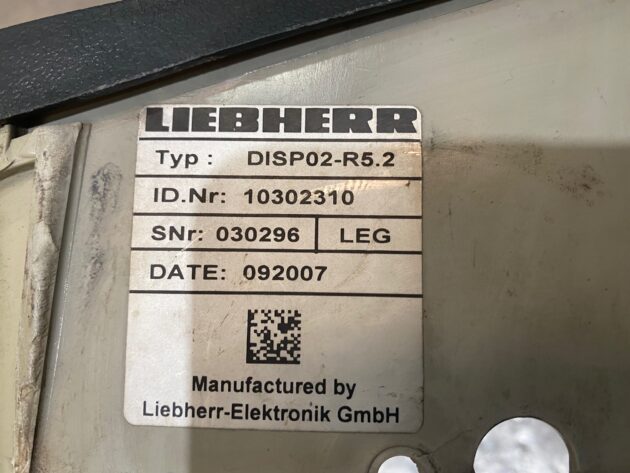 LIEBHERR
Typ : DISP02-R5.2
ID.Nr: 10302310
SNr: 030296 LEG
DATE: 092007
Manufactured by
Liebherr-Elektronik GmbH